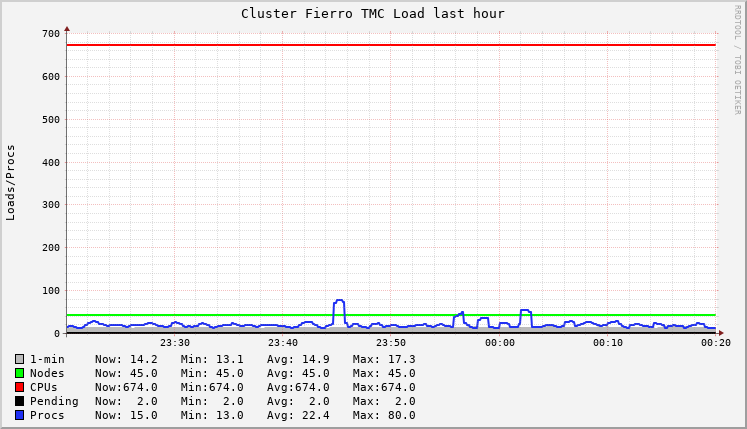 Cluster Fierro TMC Load last hour
RRDTOOL / TOBI OETIKER
Loads/Procs
700
600
500
400
300
200
100
0
23:30 23:40 23:50 00:00 00:10 00:20
1-min Now: 14.2 Min: 13.1 Avg: 14.9 Max: 17.3
Nodes Now: 45.0 Min: 45.0 Avg: 45.0 Max: 45.0
CPUs Now:674.0 Min:674.0 Avg:674.0 Max:674.0
Pending Now: 2.0 Min: 2.0 Avg: 2.0 Max: 2.0
Procs Now: 15.0 Min: 13.0 Avg: 22.4 Max: 80.0